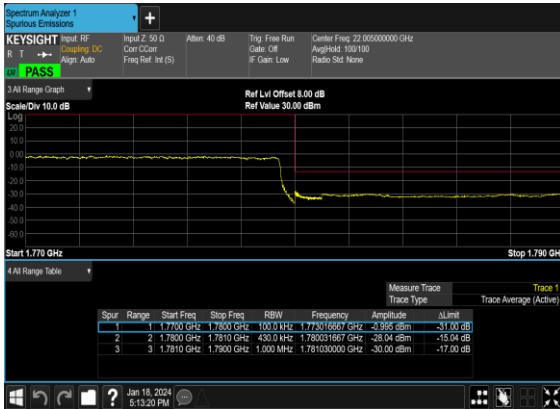 Spectrum Analyzer 1
Spurious Emissions
+
KEYSIGHT Input: RF Input Z: 50 Ω Atten: 40 dB Trig: Free Run Center Freq: 22.005000000 GHz
R T Coupling: DC Corr CCorr Gate: Off Avg|Hold: 100/100
Align: Auto Freq Ref: Int (S) IF Gain: Low Radio Std: None
PASS
3 All Range Graph
Ref Lvl Offset 8.00 dB
Scale/Div 10.0 dB Ref Value 30.00 dBm
Log
20.0
10.0
0.00
-10.0
-20.0
-30.0
-40.0
-50.0
-60.0
Start 1.770 GHz Stop 1.790 GH
4 All Range Table
Measure Trace Trace 1
Trace Type Trace Average (Active)
Spur Range Start Freq Stop Freq RBW Frequency Amplitude ΔLimit
1 1 1.7700 GHz 1.7800 GHz 100.0 kHz 1.773016667 GHz -0.995 dBm -31.00 dB
2 2 1.7800 GHz 1.7810 GHz 430.0 kHz 1.780031667 GHz -28.04 dBm -15.04 dB
3 3 1.7810 GHz 1.7900 GHz 1.000 MHz 1.781030000 GHz -30.00 dBm -17.00 dB
?
Jan 18, 2024
5:13:20 PM